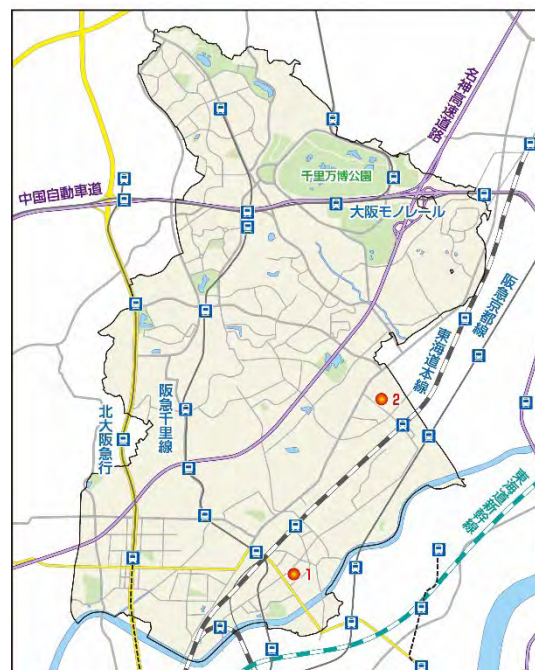 名神高速道路
千里万博公園
中国自動車道
大阪モノレール
阪急京都線
東海道本線
阪急千里線
2
北大阪急行
東海道新幹線
1